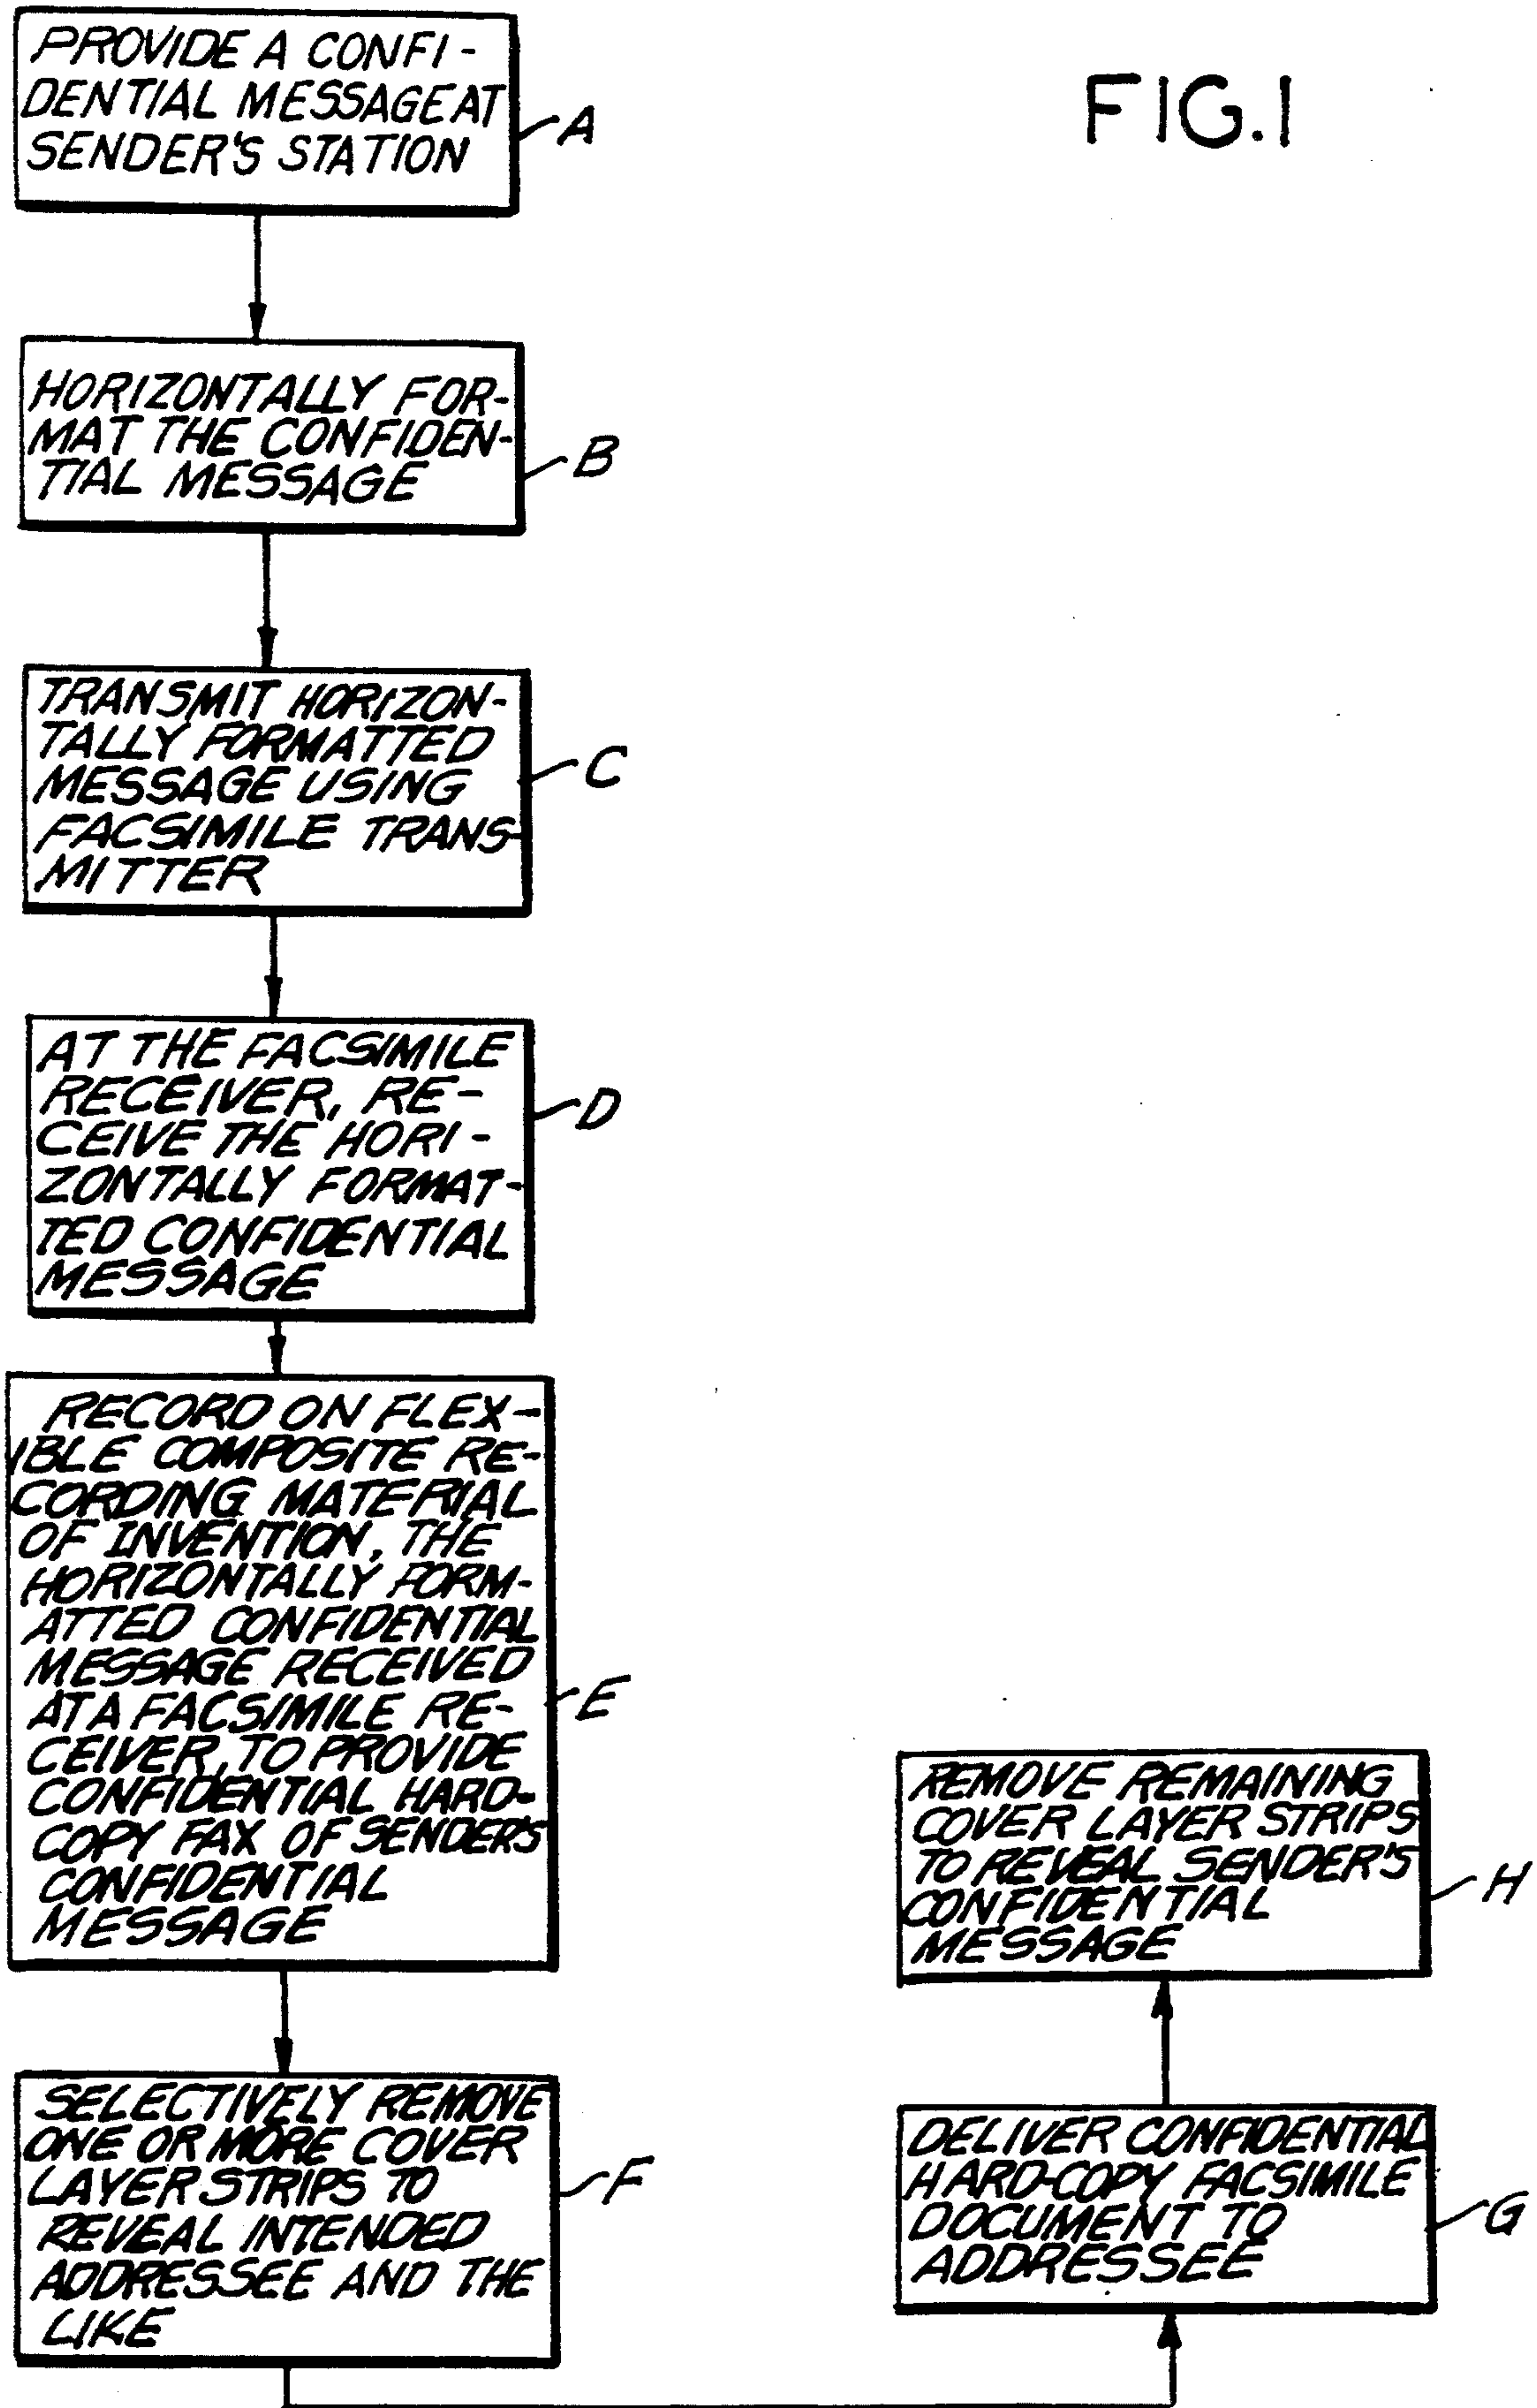 FIG.1
PROVIDE A CONFI-
DENTIAL MESSAGE AT
SENDER'S STATION
A
HORIZONTALLY FOR-
MAT THE CONFIDEN-
TIAL MESSAGE
B
TRANSMIT HORIZON-
TALLY FORMATTED
MESSAGE USING
FACSIMILE TRANS-
MITTER
C
AT THE FACSIMILE
RECEIVER, RE-
CEIVE THE HORI-
ZONTALLY FORMAT-
TED CONFIDENTIAL
MESSAGE
D
RECORD ON FLEX-
IBLE COMPOSITE RE-
CORDING MATERIAL
OF INVENTION, THE
HORIZONTALLY FORM-
ATTED CONFIDENTIAL
MESSAGE RECEIVED
AT A FACSIMILE RE-
CEIVER, TO PROVIDE
CONFIDENTIAL HARD-
COPY FAX OF SENDER'S
CONFIDENTIAL
MESSAGE
E
SELECTIVELY REMOVE
ONE OR MORE COVER
LAYER STRIPS TO
REVEAL INTENDED
ADDRESSEE AND THE
LIKE
F
DELIVER CONFIDENTIAL
HARD-COPY FACSIMILE
DOCUMENT TO
ADDRESSEE
G
REMOVE REMAINING
COVER LAYER STRIPS
TO REVEAL SENDER'S
CONFIDENTIAL
MESSAGE
H